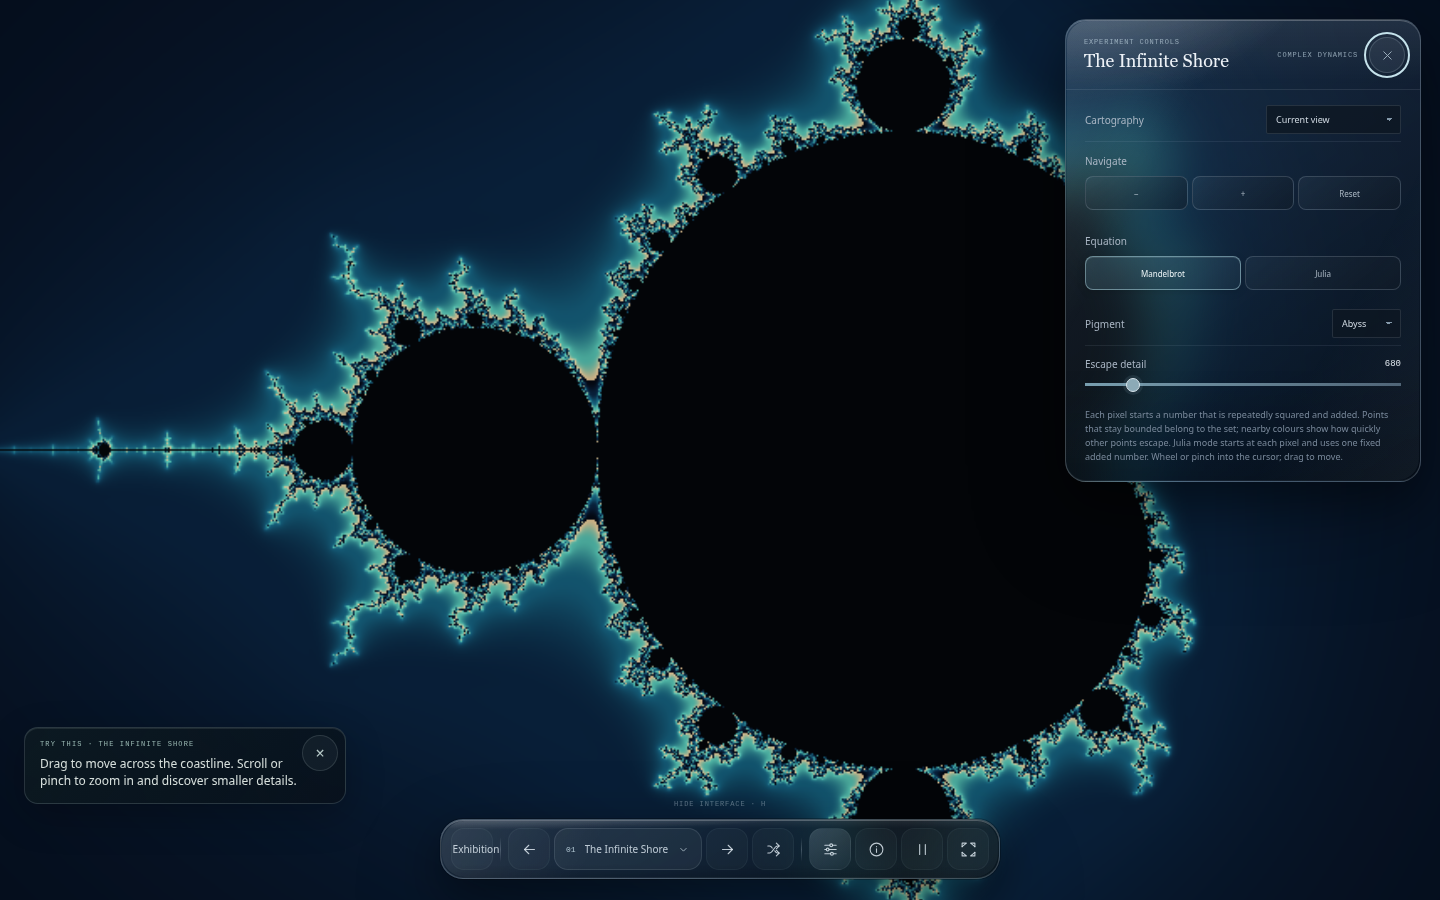 EXPERIMENT CONTROLS
The Infinite Shore
COMPLEX DYNAMICS
Cartography
Current view
Navigate
−
+
Reset
Equation
Mandelbrot
Julia
Pigment
Abyss
Escape detail
680
Each pixel starts a number that is repeatedly squared and added. Points
that stay bounded belong to the set; nearby colours show how quickly
other points escape. Julia mode starts at each pixel and uses one fixed
added number. Wheel or pinch into the cursor; drag to move.
TRY THIS · THE INFINITE SHORE
Drag to move across the coastline. Scroll or
pinch to zoom in and discover smaller details.
HIDE INTERFACE · H
Exhibition
01 The Infinite Shore